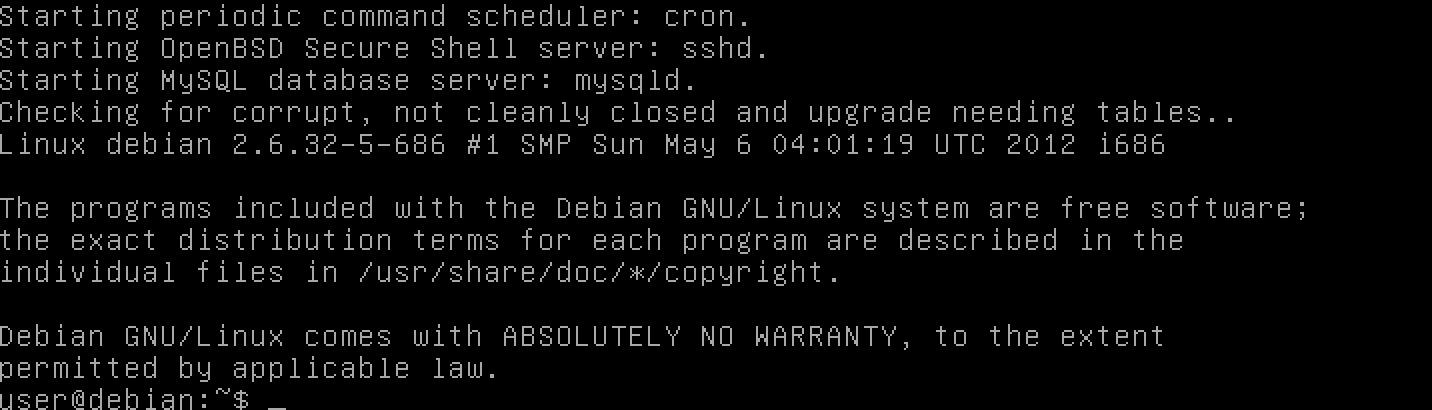 Starting periodic command scheduler: cron.
Starting OpenBSD Secure Shell server: sshd.
Starting MySQL database server: mysqld.
Checking for corrupt, not cleanly closed and upgrade needing tables..
Linux debian 2.6.32-5-686 #1 SMP Sun May 6 04:01:19 UTC 2012 i686
The programs included with the Debian GNU/Linux system are free software;
the exact distribution terms for each program are described in the
individual files in /usr/share/doc/*/copyright.
Debian GNU/Linux comes with ABSOLUTELY NO WARRANTY, to the extent
permitted by applicable law.
user@debian:~$ _